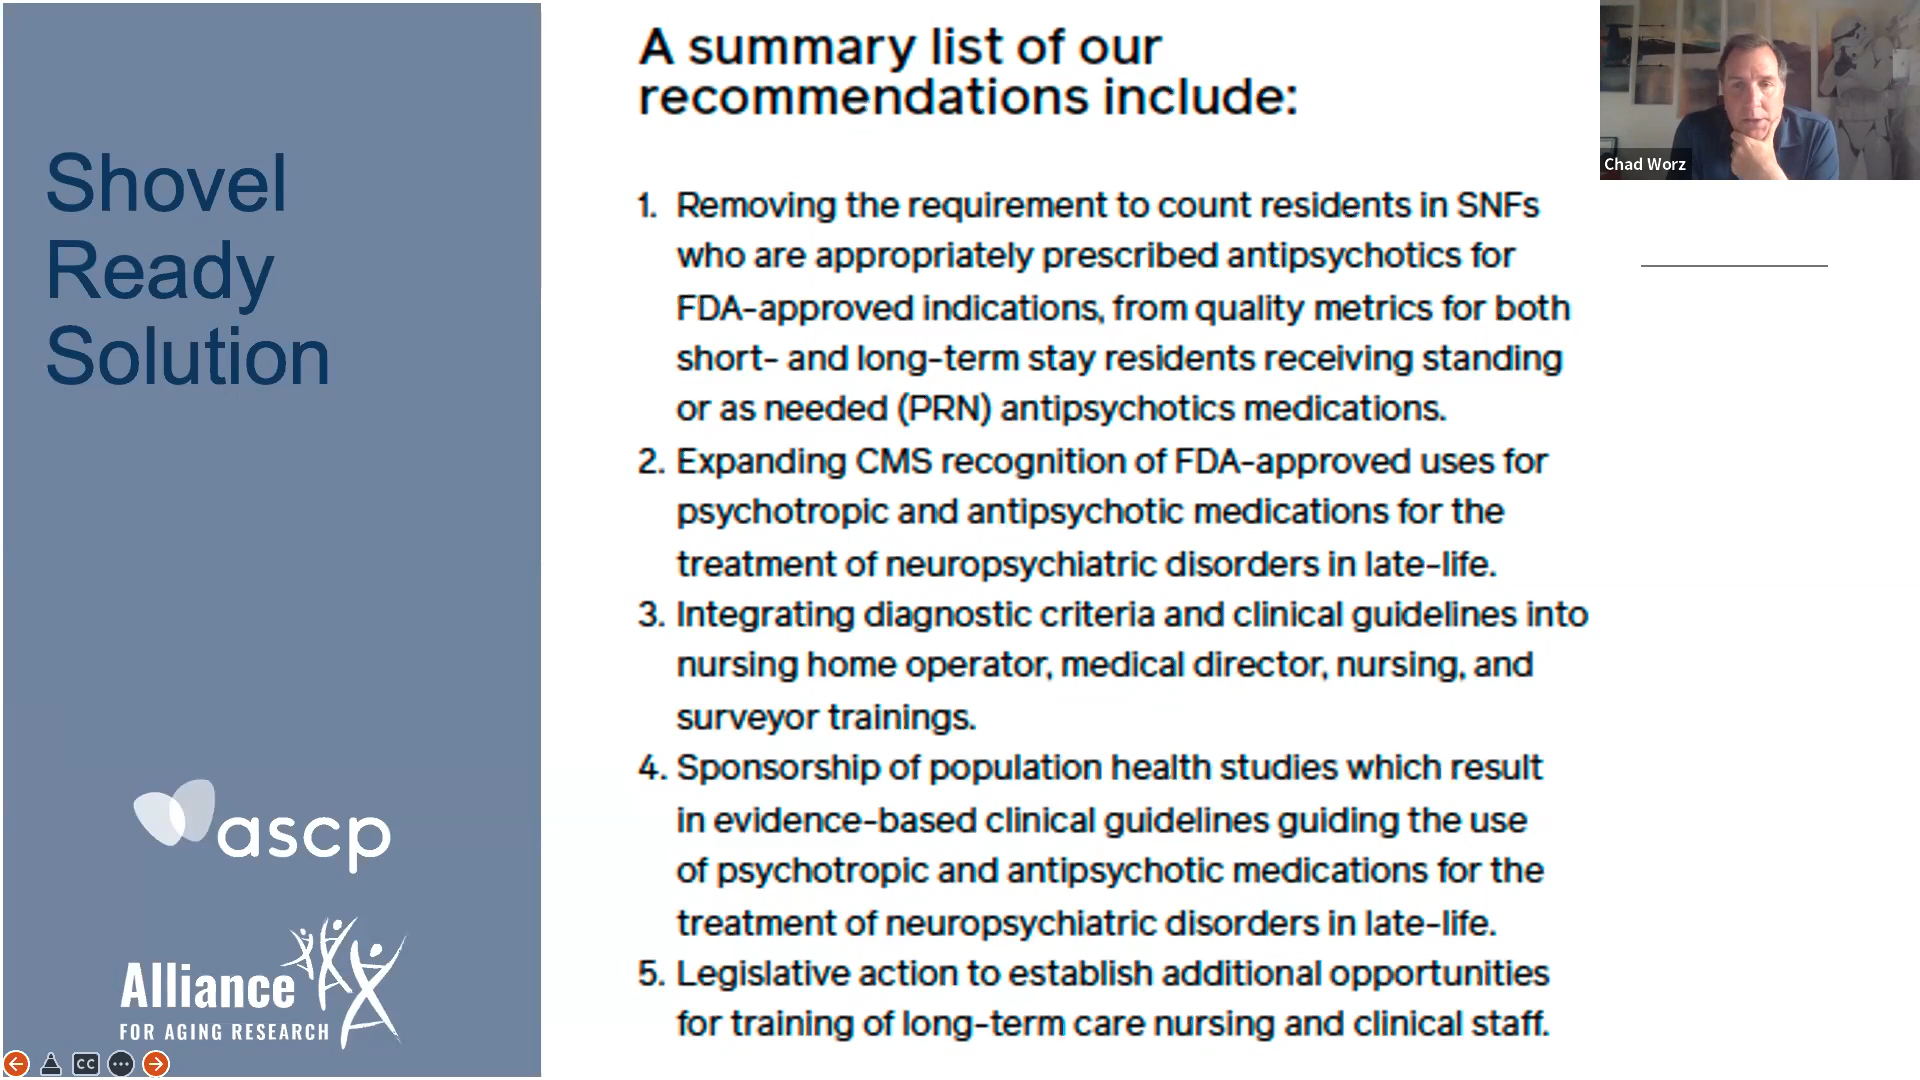 Shovel
Ready
Solution
ascp
Alliance
FOR AGING RESEARCH
CC
A summary list of our
recommendations include:
1. Removing the requirement to count residents in SNFs
who are appropriately prescribed antipsychotics for
FDA-approved indications, from quality metrics for both
short- and long-term stay residents receiving standing
or as needed (PRN) antipsychotics medications.
2. Expanding CMS recognition of FDA-approved uses for
psychotropic and antipsychotic medications for the
treatment of neuropsychiatric disorders in late-life.
3. Integrating diagnostic criteria and clinical guidelines into
nursing home operator, medical director, nursing, and
surveyor trainings.
4. Sponsorship of population health studies which result
in evidence-based clinical guidelines guiding the use
of psychotropic and antipsychotic medications for the
treatment of neuropsychiatric disorders in late-life.
5. Legislative action to establish additional opportunities
for training of long-term care nursing and clinical staff.
Chad Worz